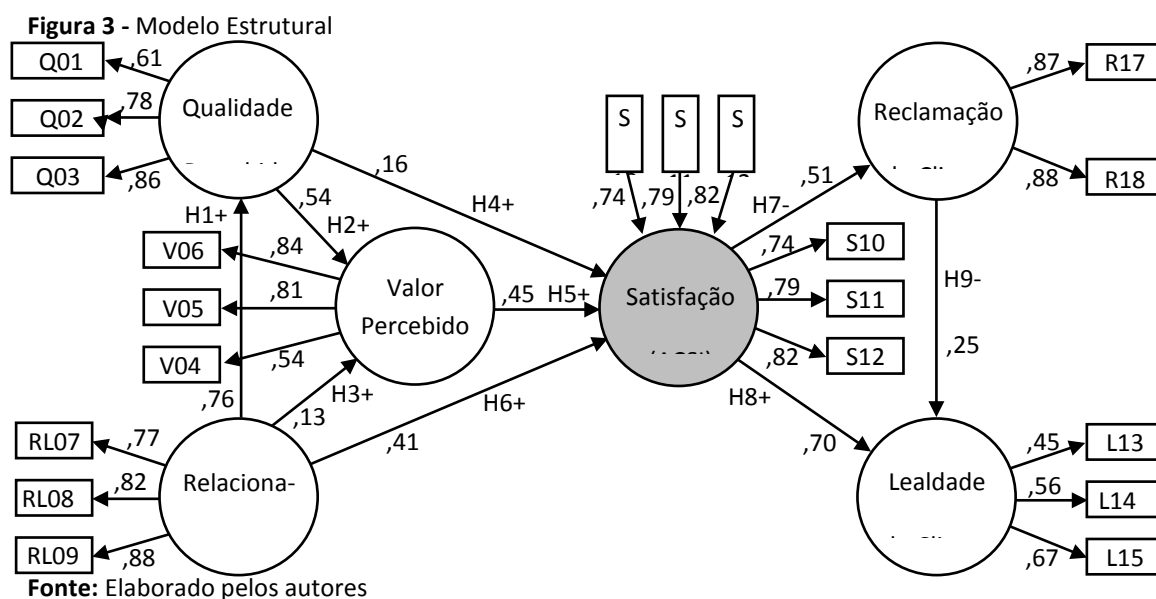 Figura 3 - Modelo Estrutural
Q01
,61
Q02
,78
Q03
,86
Qualidade
H1+
,54
H2+
,16
H4+
V06
,84
V05
,81
V04
,54
Valor
Percebido
,45
H5+
,76
,13
H3+
H6+
,41
RL07
,77
RL08
,82
RL09
,88
Relaciona-
S
S
S
,74
,79
,82
Satisfação
H7-
,51
,74
S10
,79
S11
,82
S12
H8+
,70
Reclamação
,87
R17
,88
R18
H9-
,25
Lealdade
,45
L13
,56
L14
,67
L15
Fonte: Elaborado pelos autores